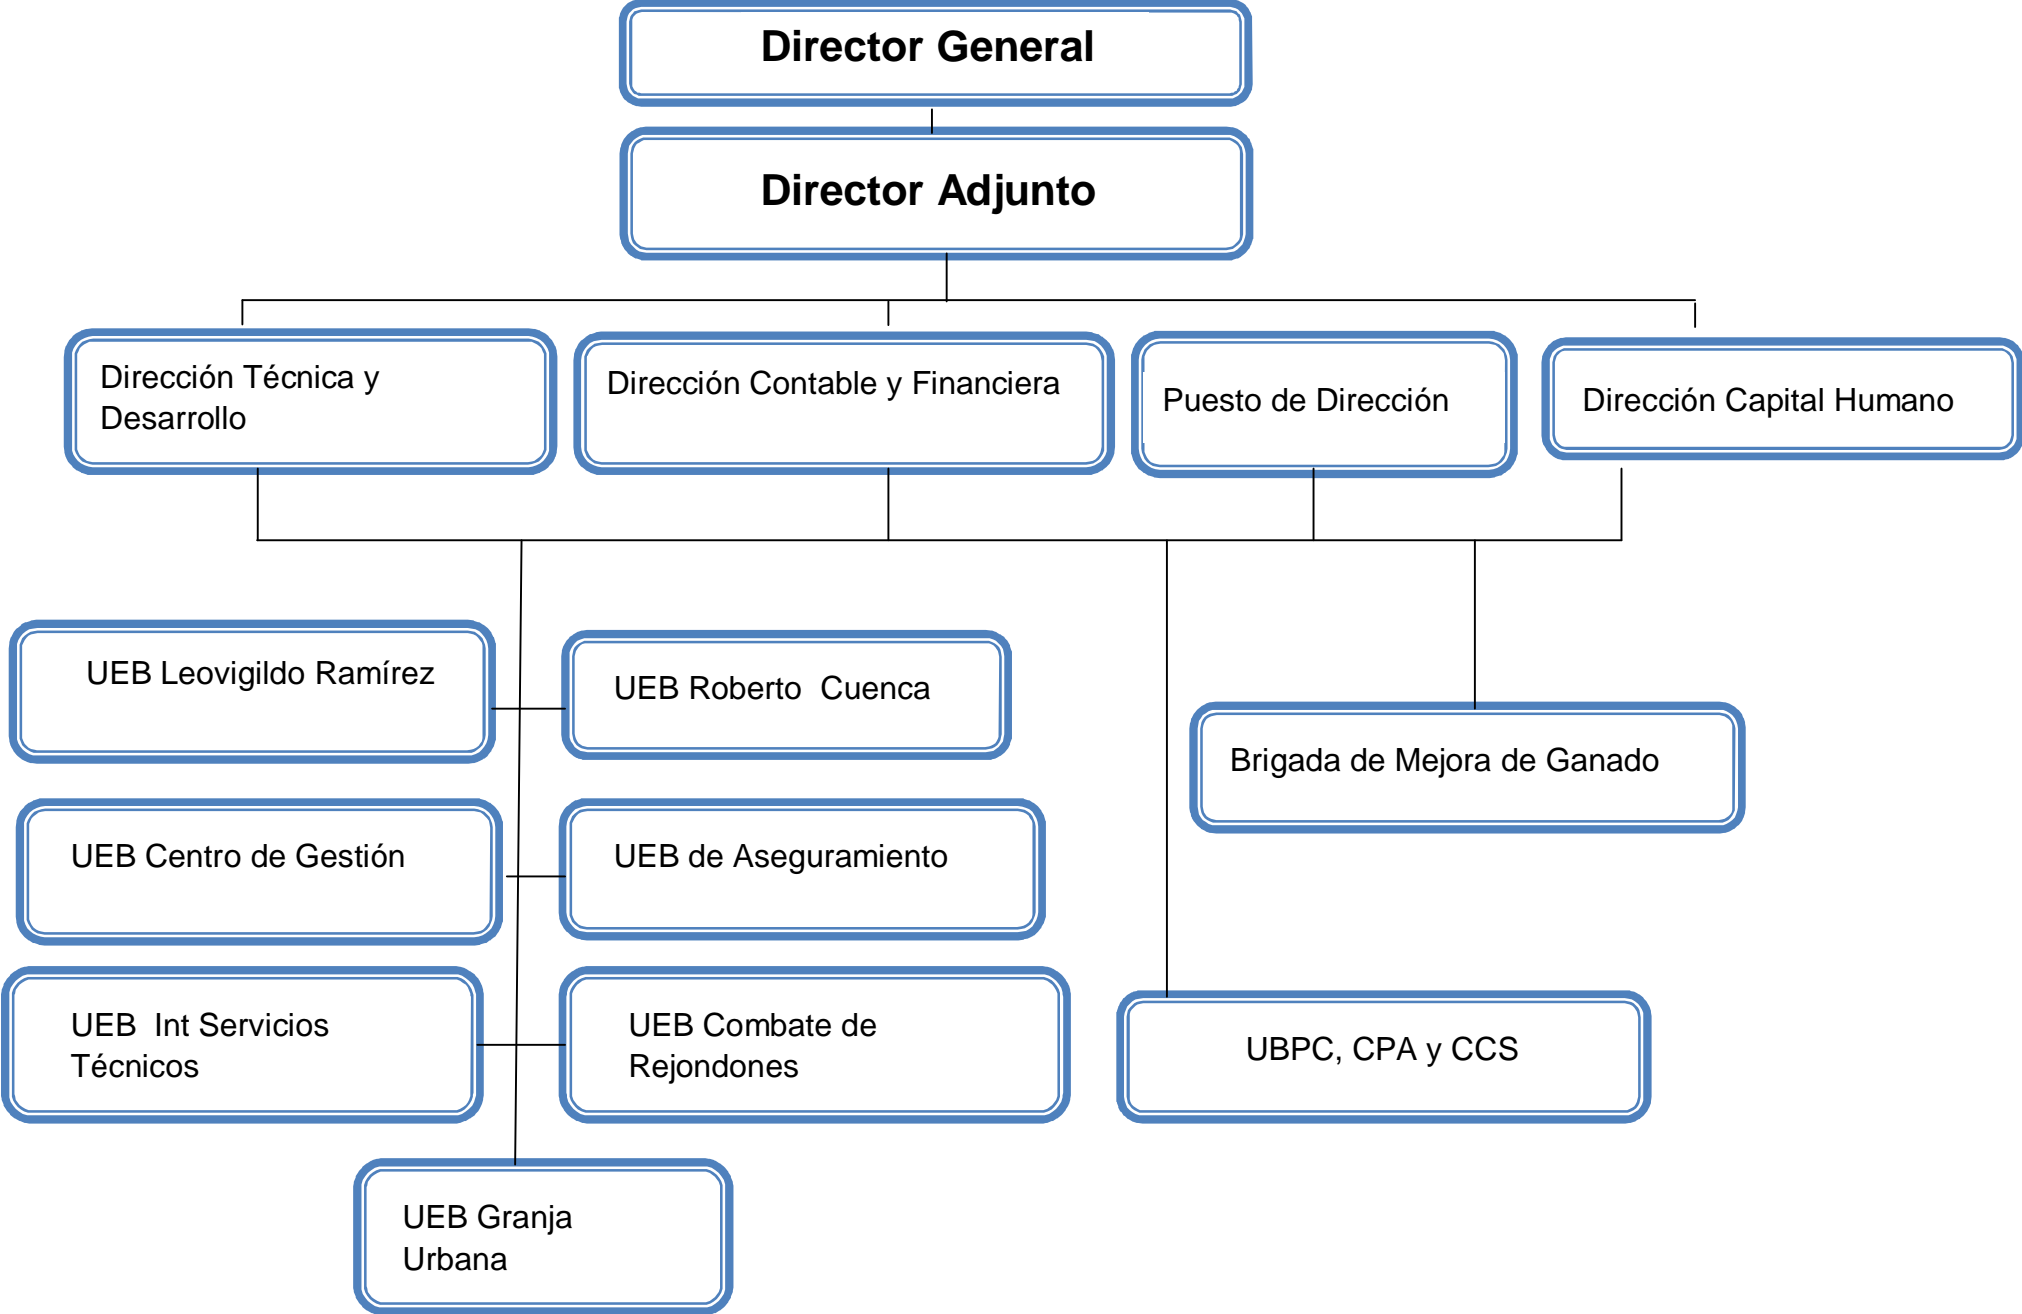 Director General
Director Adjunto
Dirección Técnica y
Desarrollo
Dirección Contable y Financiera
Puesto de Dirección
Dirección Capital Humano
UEB Leovigildo Ramírez
UEB Roberto  Cuenca
Brigada de Mejora de Ganado
UEB Centro de Gestión
UEB de Aseguramiento
UEB  Int Servicios
Técnicos
UEB Combate de
Rejondones
UBPC, CPA y CCS
UEB Granja
Urbana